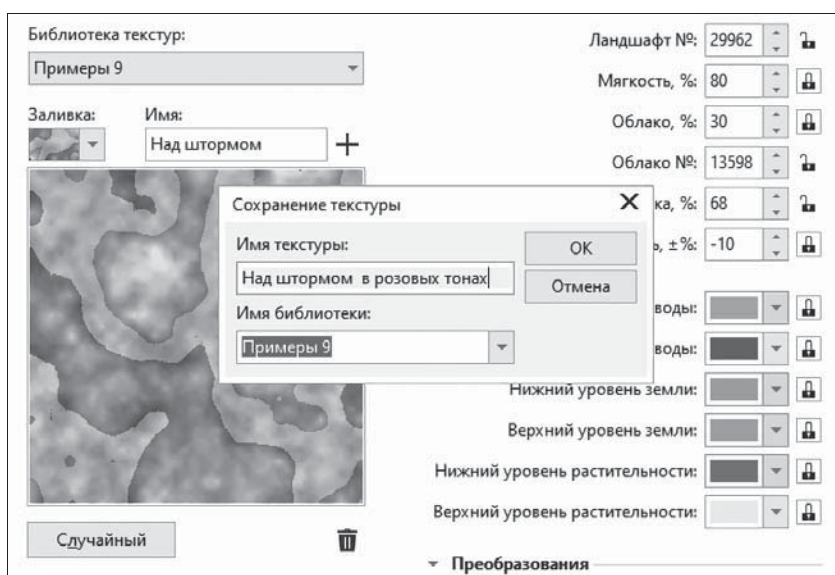 Библиотека текстур:
Примеры 9
Заливка:
Имя:
Над штормом
Случайный
Сохранение текстуры
Имя текстуры:
Над штормом  в розовых тонах
Имя библиотеки:
Примеры 9
ОК
Отмена
Ландшафт №: 29962
Мягкость, %: 80
Облако, %: 30
Облако №: 13598
ка, %: 68
ь, ±%: -10
воды:
воды:
Нижний уровень земли:
Верхний уровень земли:
Нижний уровень растительности:
Верхний уровень растительности:
Преобразования